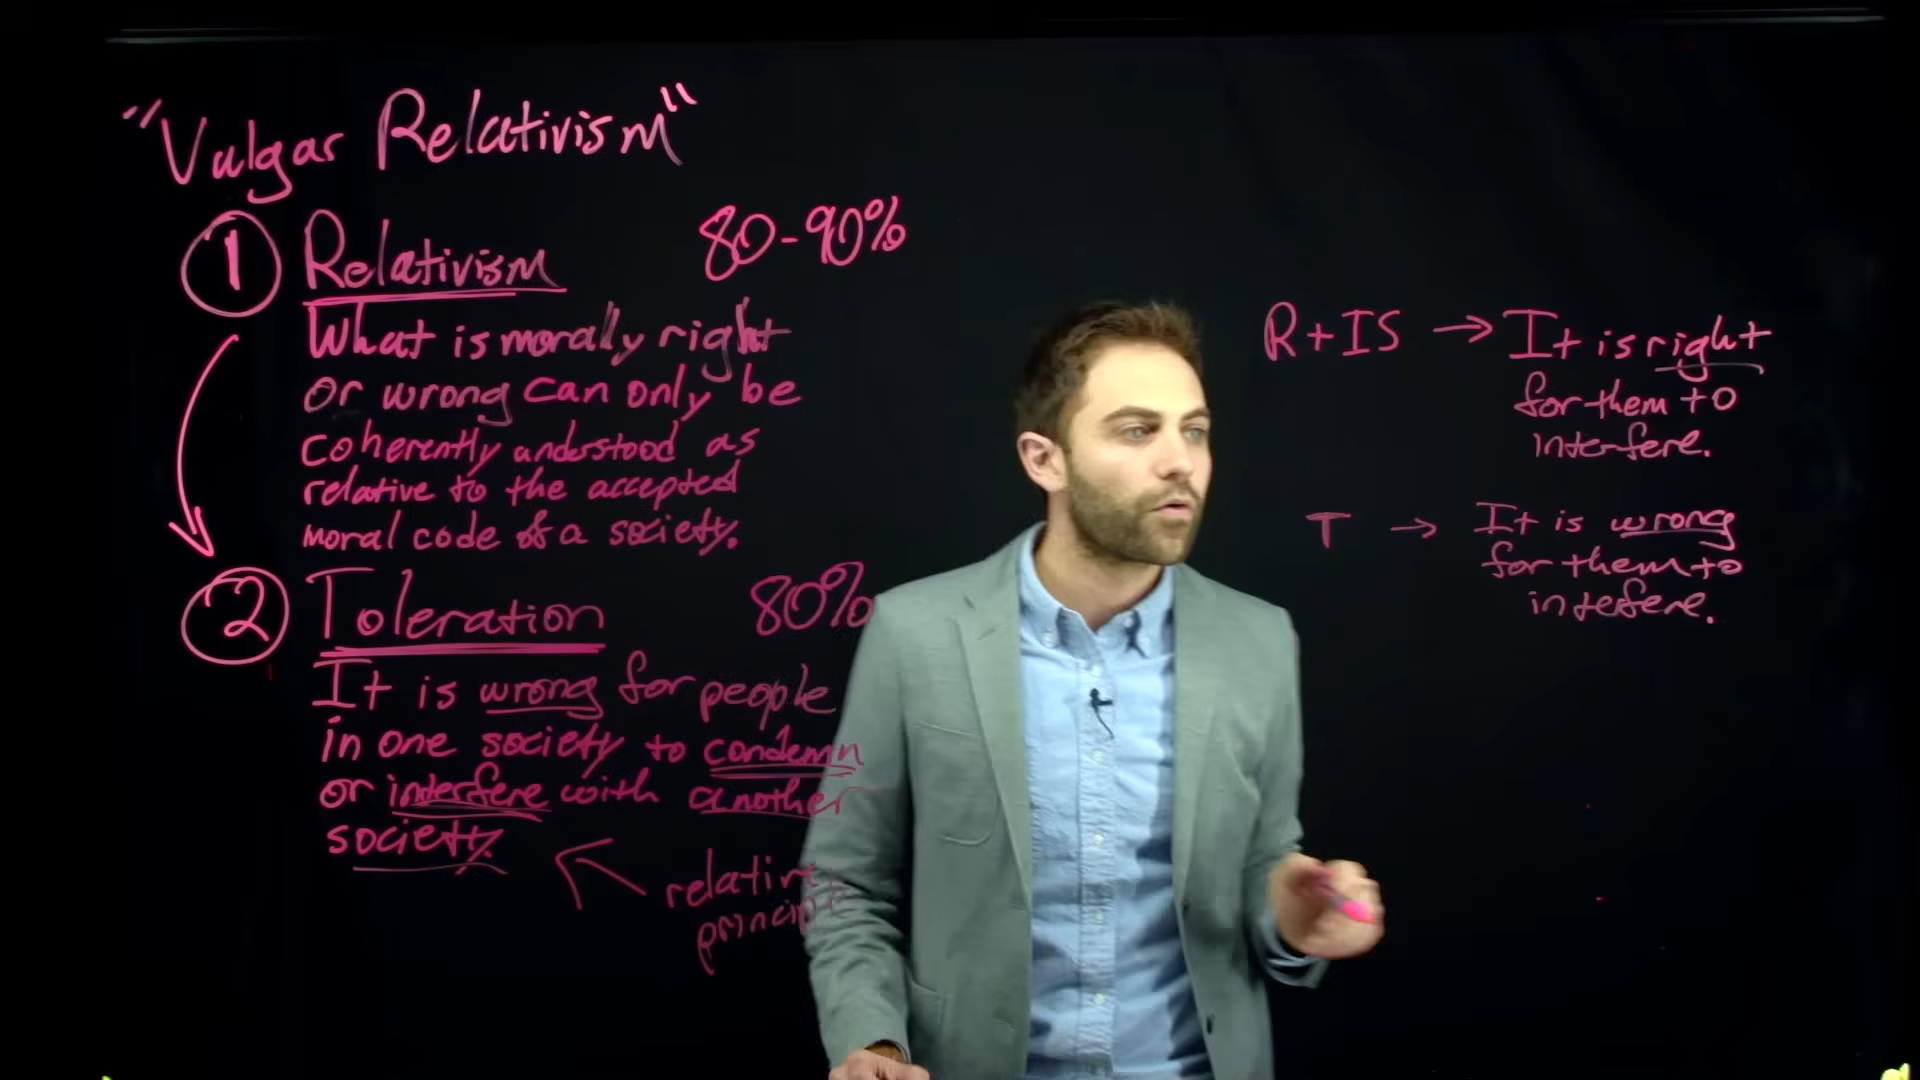 "Vulgar Relativism"
1 Relativism 80-90%
What is morally right
or wrong can only be
coherently understood as
relative to the accepted
moral code of a society.
2 Toleration 80%
It is wrong for people
in one society to condemn
or interfere with another
society.
R+IS → It is right
for them to
interfere.
T → It is wrong
for them to
interfere.